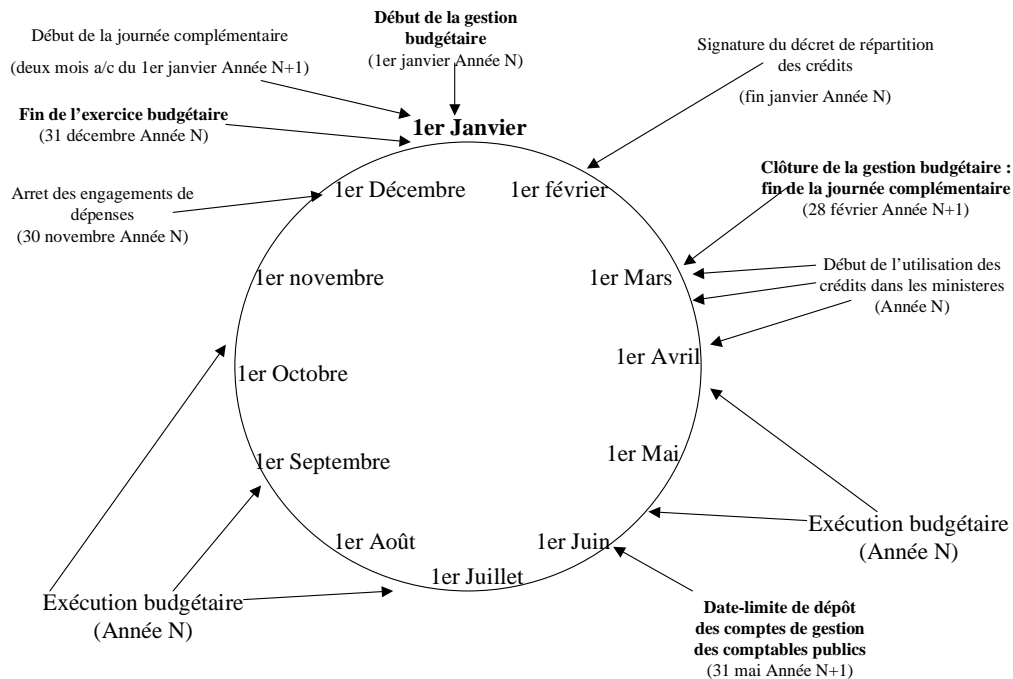 Début de la journée complémentaire
(deux mois a/c du 1er janvier Année N+1)
Début de la gestion
budgétaire
(1er janvier Année N)
Signature du décret de répartition
des crédits
(fin janvier Année N)
Fin de l'exercice budgétaire
(31 décembre Année N)
1er Janvier
Clôture de la gestion budgétaire :
fin de la journée complémentaire
(28 février Année N+1)
Arret des engagements de
dépenses
(30 novembre Année N)
1er Décembre
1er février
1er novembre
1er Mars
Début de l'utilisation des
crédits dans les ministeres
(Année N)
1er Octobre
1er Avril
1er Septembre
1er Mai
Exécution budgétaire
(Année N)
1er Août
1er Juin
1er Juillet
Exécution budgétaire
(Année N)
Date-limite de dépôt
des comptes de gestion
des comptables publics
(31 mai Année N+1)